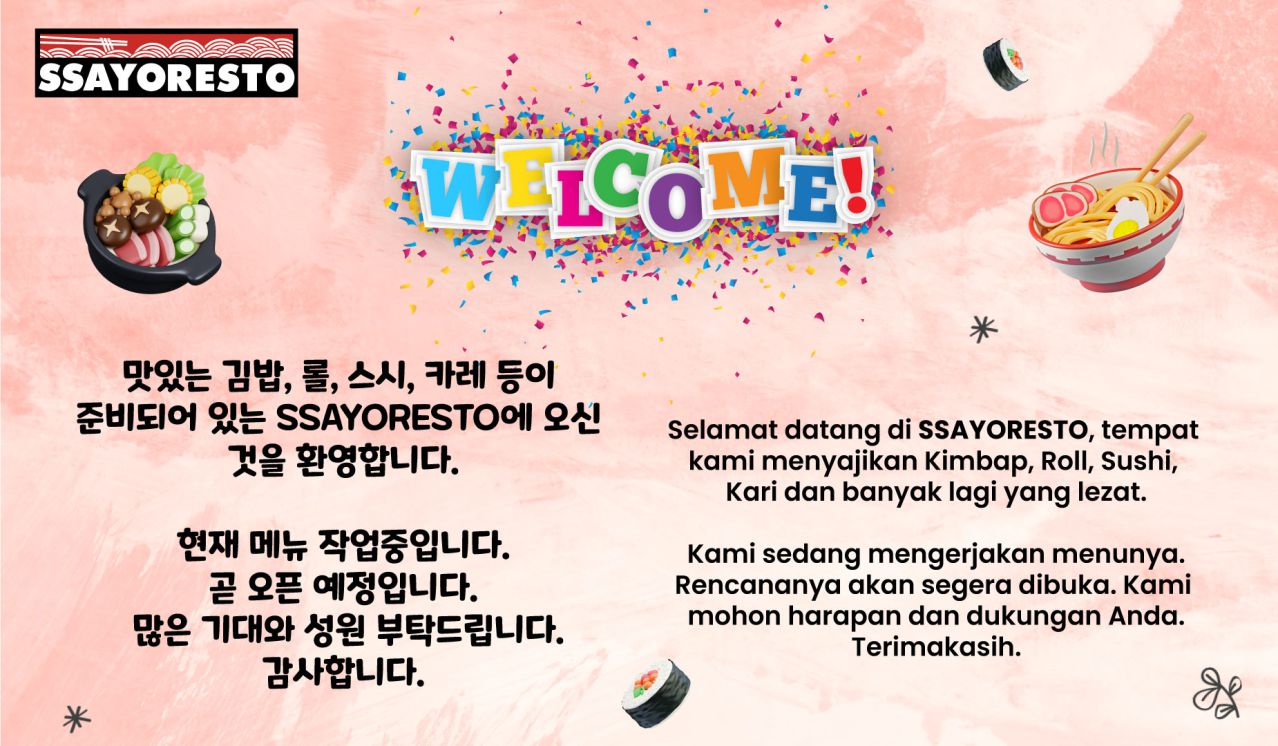 SSAYORESTO
WELCOME!
맛있는 김밥, 롤, 스시, 카레 등이
준비되어 있는 SSAYORESTO에 오신
것을 환영합니다.
현재 메뉴 작업중입니다.
곧 오픈 예정입니다.
많은 기대와 성원 부탁드립니다.
감사합니다.
Selamat datang di SSAYORESTO, tempat
kami menyajikan Kimbap, Roll, Sushi,
Kari dan banyak lagi yang lezat.
Kami sedang mengerjakan menunya.
Rencananya akan segera dibuka. Kami
mohon harapan dan dukungan Anda.
Terimakasih.